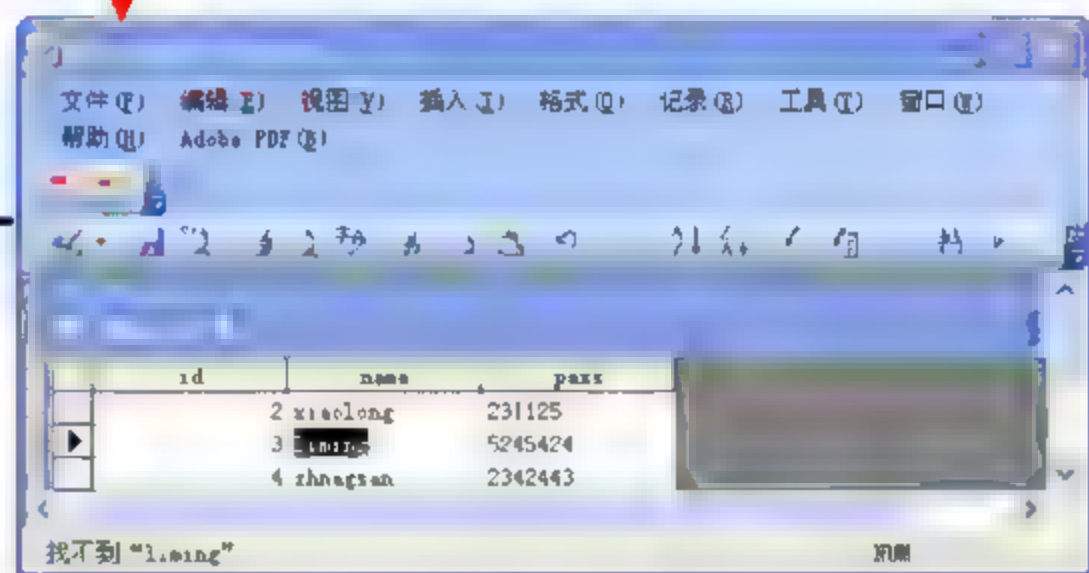 文件(F) 编辑(E) 视图(V) 插入(I) 格式(O) 记录(R) 工具(T) 窗口(W)
帮助(H) Adobe PDF(B)
id name pass
2 xiaolong 231125
3 5245424
4 zhnagsan 2342443
找不到“liming” NUM